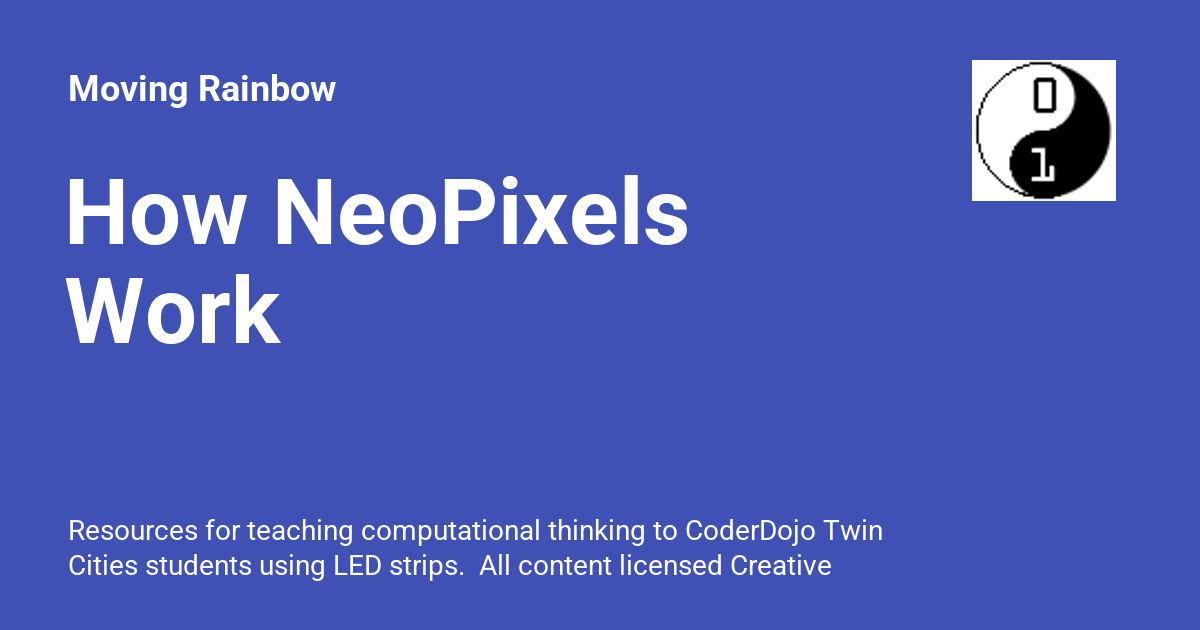 Moving Rainbow
0
1
How NeoPixels
Work
Resources for teaching computational thinking to CoderDojo Twin
Cities students using LED strips.  All content licensed Creative